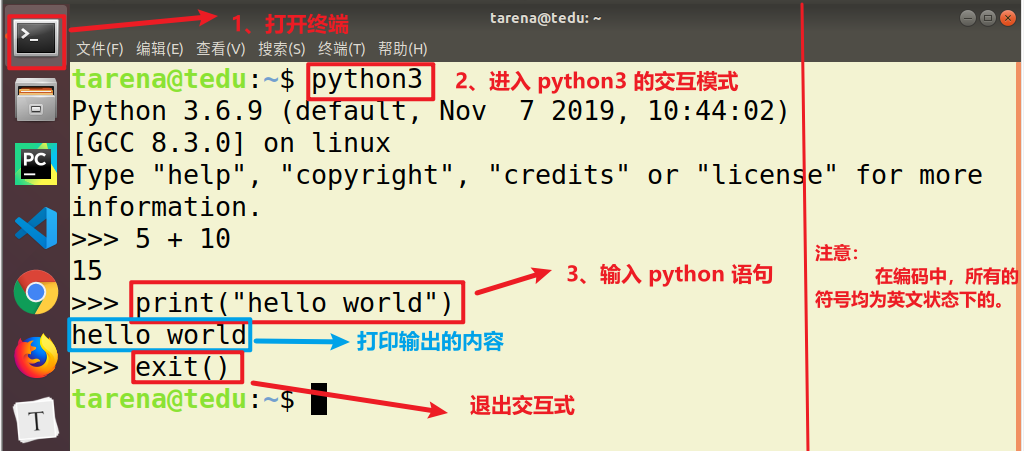 tarena@tedu: ~
1、打开终端
文件(F) 编辑(E) 查看(V) 搜索(S) 终端(T) 帮助(H)
tarena@tedu:~$ python3
2、进入 python3 的交互模式
Python 3.6.9 (default, Nov  7 2019, 10:44:02)
[GCC 8.3.0] on linux
Type "help", "copyright", "credits" or "license" for more
information.
>>> 5 + 10
15
3、输入 python 语句
>>> print("hello world")
hello world
打印输出的内容
>>> exit()
tarena@tedu:~$
退出交互式
注意：
在编码中，所有的
符号均为英文状态下的。
>_
PC
T